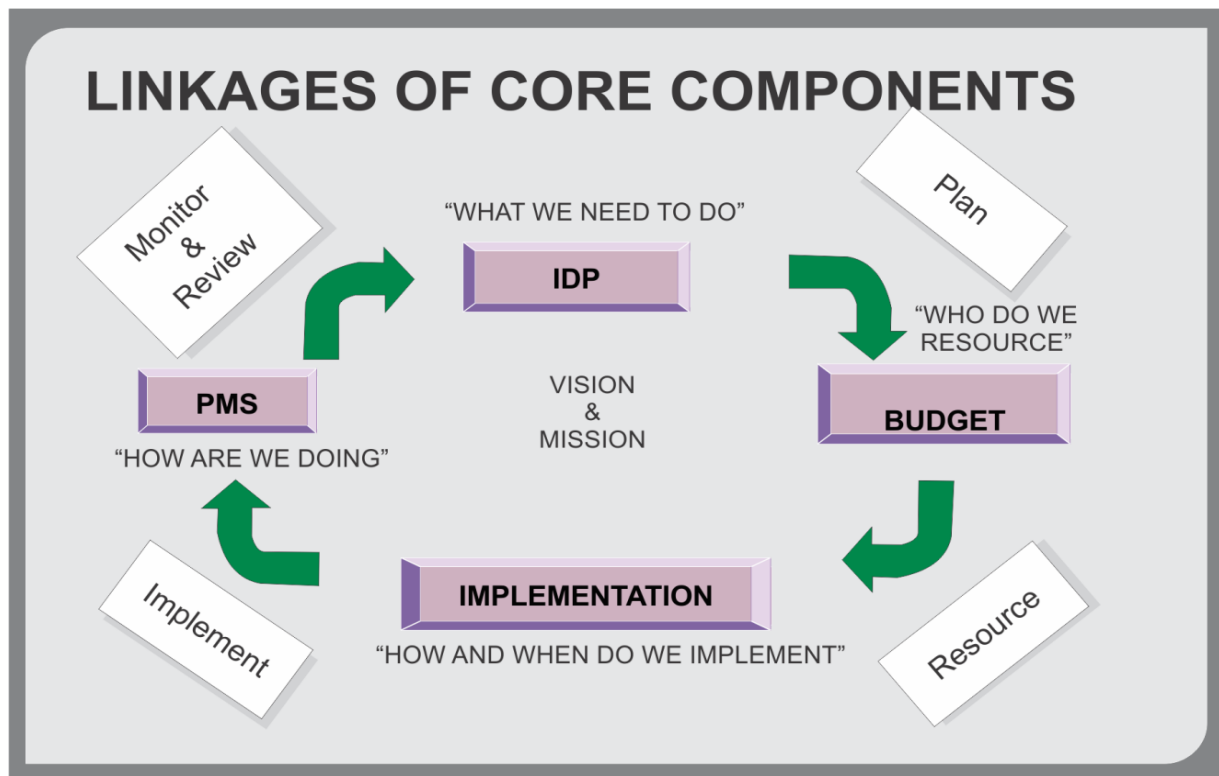 LINKAGES OF CORE COMPONENTS
Monitor
&
Review
Plan
“WHAT WE NEED TO DO”
IDP
“WHO DO WE
RESOURCE”
BUDGET
VISION
&
MISSION
PMS
“HOW ARE WE DOING”
IMPLEMENTATION
“HOW AND WHEN DO WE IMPLEMENT”
Implement
Resource